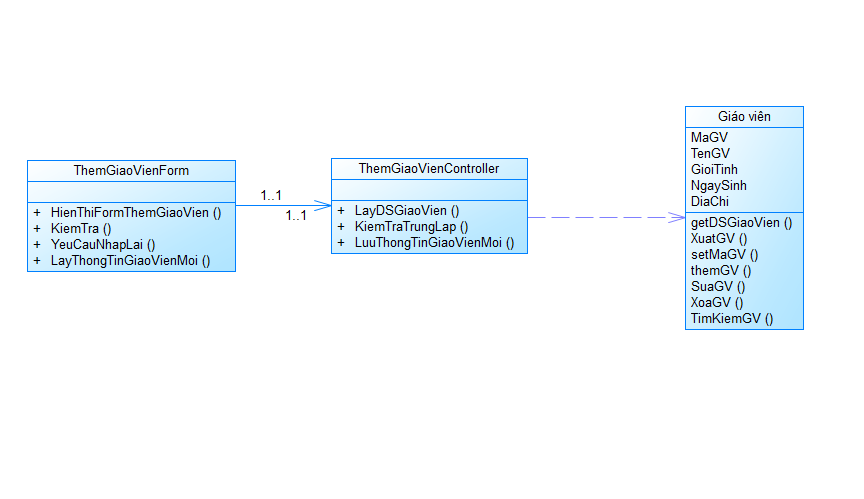 ThemGiaoVienForm
+ HienThiFormThemGiaoVien ()
+ KiemTra ()
+ YeuCauNhapLai ()
+ LayThongTinGiaoVienMoi ()
1..1
1..1
ThemGiaoVienController
+ LayDSGiaoVien ()
+ KiemTraTrungLap ()
+ LuuThongTinGiaoVienMoi ()
Giáo viên
MaGV
TenGV
GioiTinh
NgaySinh
DiaChi
getDSGiaoVien ()
XuatGV ()
setMaGV ()
themGV ()
SuaGV ()
XoaGV ()
TimKiemGV ()